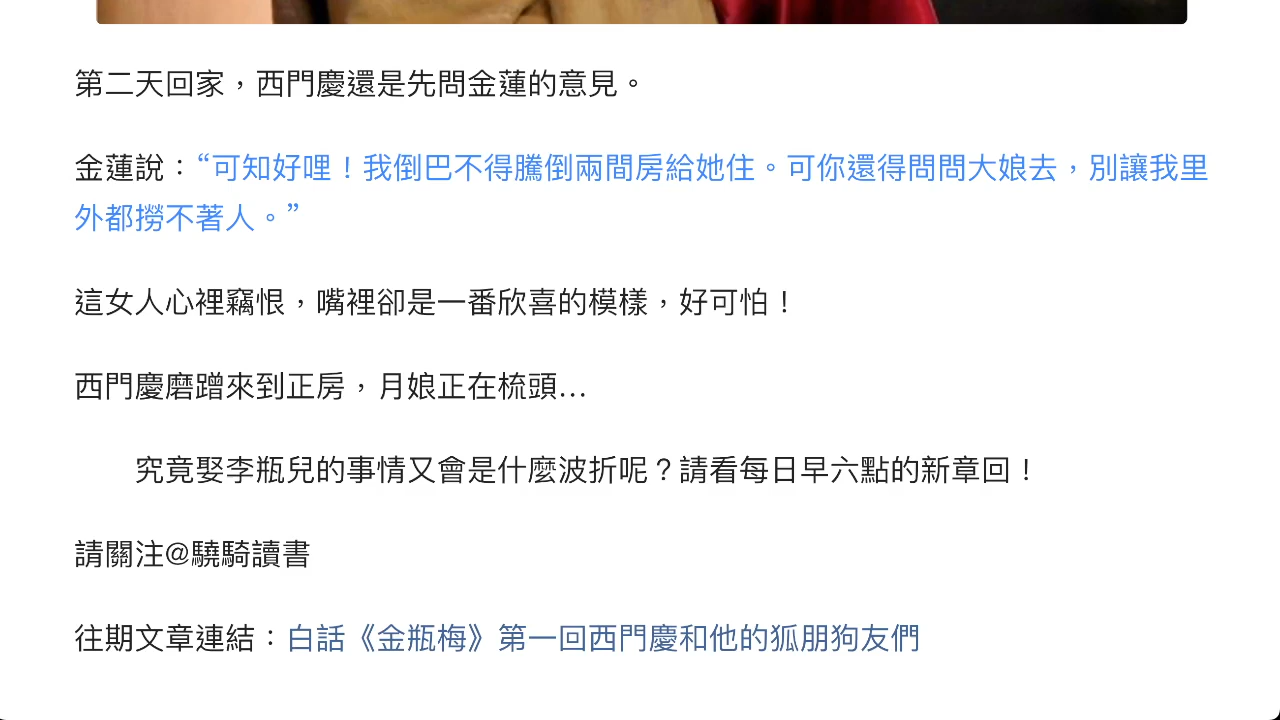 第二天回家，西門慶還是先問金蓮的意見。
金蓮說：“可知好哩！我倒巴不得騰倒兩間房給她住。可你還得問問大娘去，別讓我里
外都撈不著人。”
這女人心裡竊恨，嘴裡卻是一番欣喜的模樣，好可怕！
西門慶磨蹭來到正房，月娘正在梳頭…
究竟娶李瓶兒的事情又會是什麼波折呢？請看每日早六點的新章回！
請關注@驍騎讀書
往期文章連結：白話《金瓶梅》第一回西門慶和他的狐朋狗友們